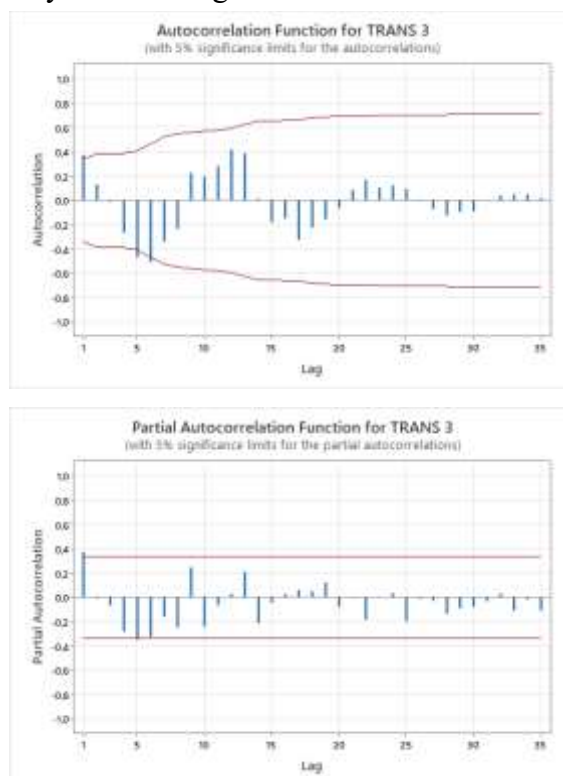 Autocorrelation Function for TRANS 3
(with 5% significance limits for the autocorrelations)
1,0
0,8
0,6
0,4
0,2
0,0
-0,2
-0,4
-0,6
-0,8
-1,0
Autocorrelation
1 5 10 15 20 25 30 35
Lag
Partial Autocorrelation Function for TRANS 3
(with 5% significance limits for the partial autocorrelations)
1,0
0,8
0,6
0,4
0,2
0,0
-0,2
-0,4
-0,6
-0,8
-1,0
Partial Autocorrelation
1 5 10 15 20 25 30 35
Lag